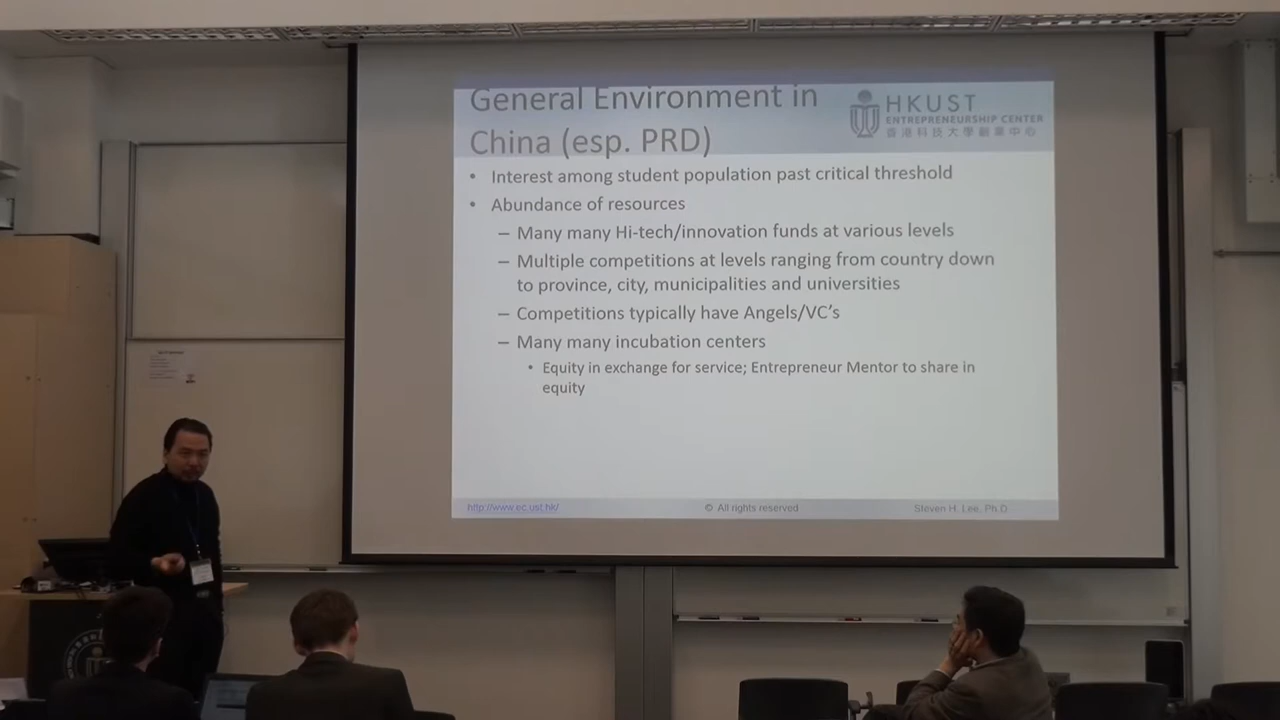 General Environment in
China (esp. PRD)
HKUST
ENTREPRENEURSHIP CENTER
香港科技大學創業中心
• Interest among student population past critical threshold
• Abundance of resources
– Many many Hi-tech/innovation funds at various levels
– Multiple competitions at levels ranging from country down
to province, city, municipalities and universities
– Competitions typically have Angels/VC's
– Many many incubation centers
• Equity in exchange for service; Entrepreneur Mentor to share in
equity
http://www.ec.ust.hk/
© All rights reserved
Steven H. Lee, Ph.D